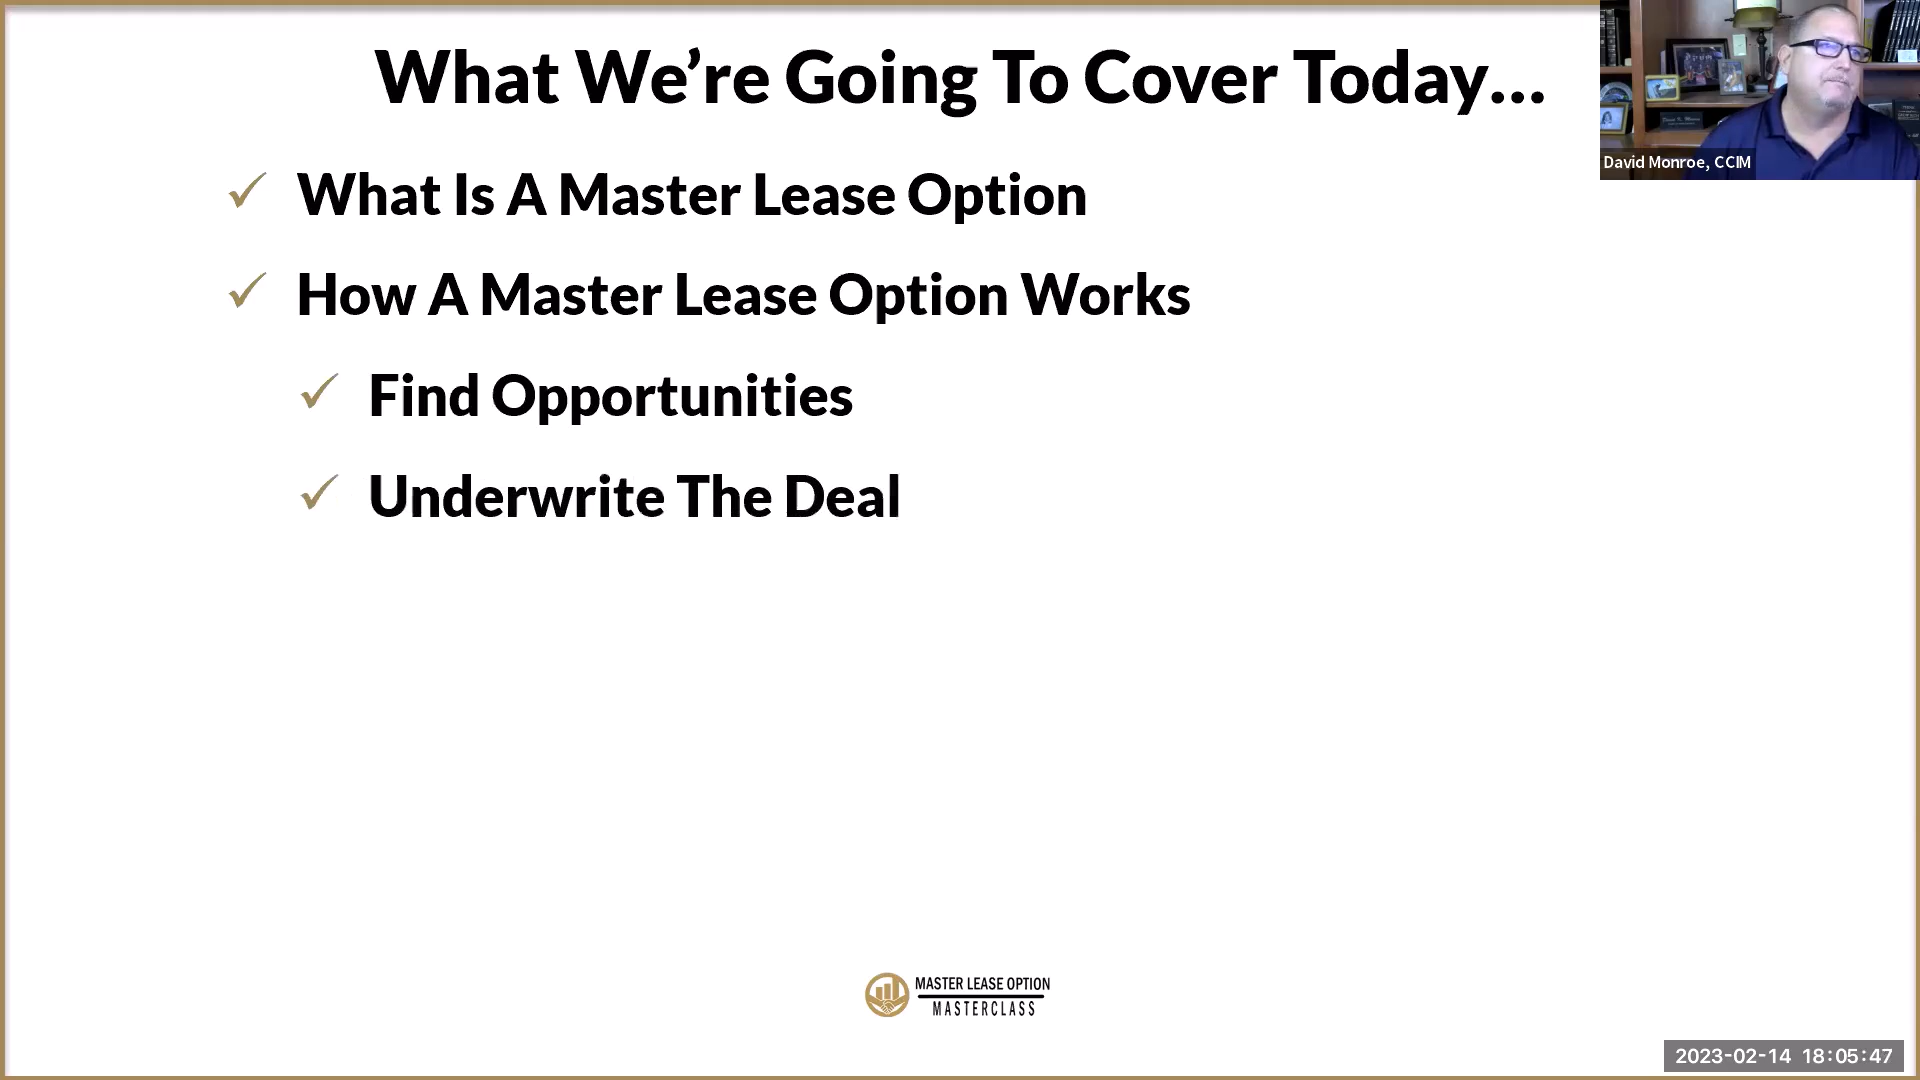 What We’re Going To Cover Today...
David Monroe, CCIM
✓ What Is A Master Lease Option
✓ How A Master Lease Option Works
✓ Find Opportunities
✓ Underwrite The Deal
MASTER LEASE OPTION
MASTERCLASS
2023-02-14 18:05:47